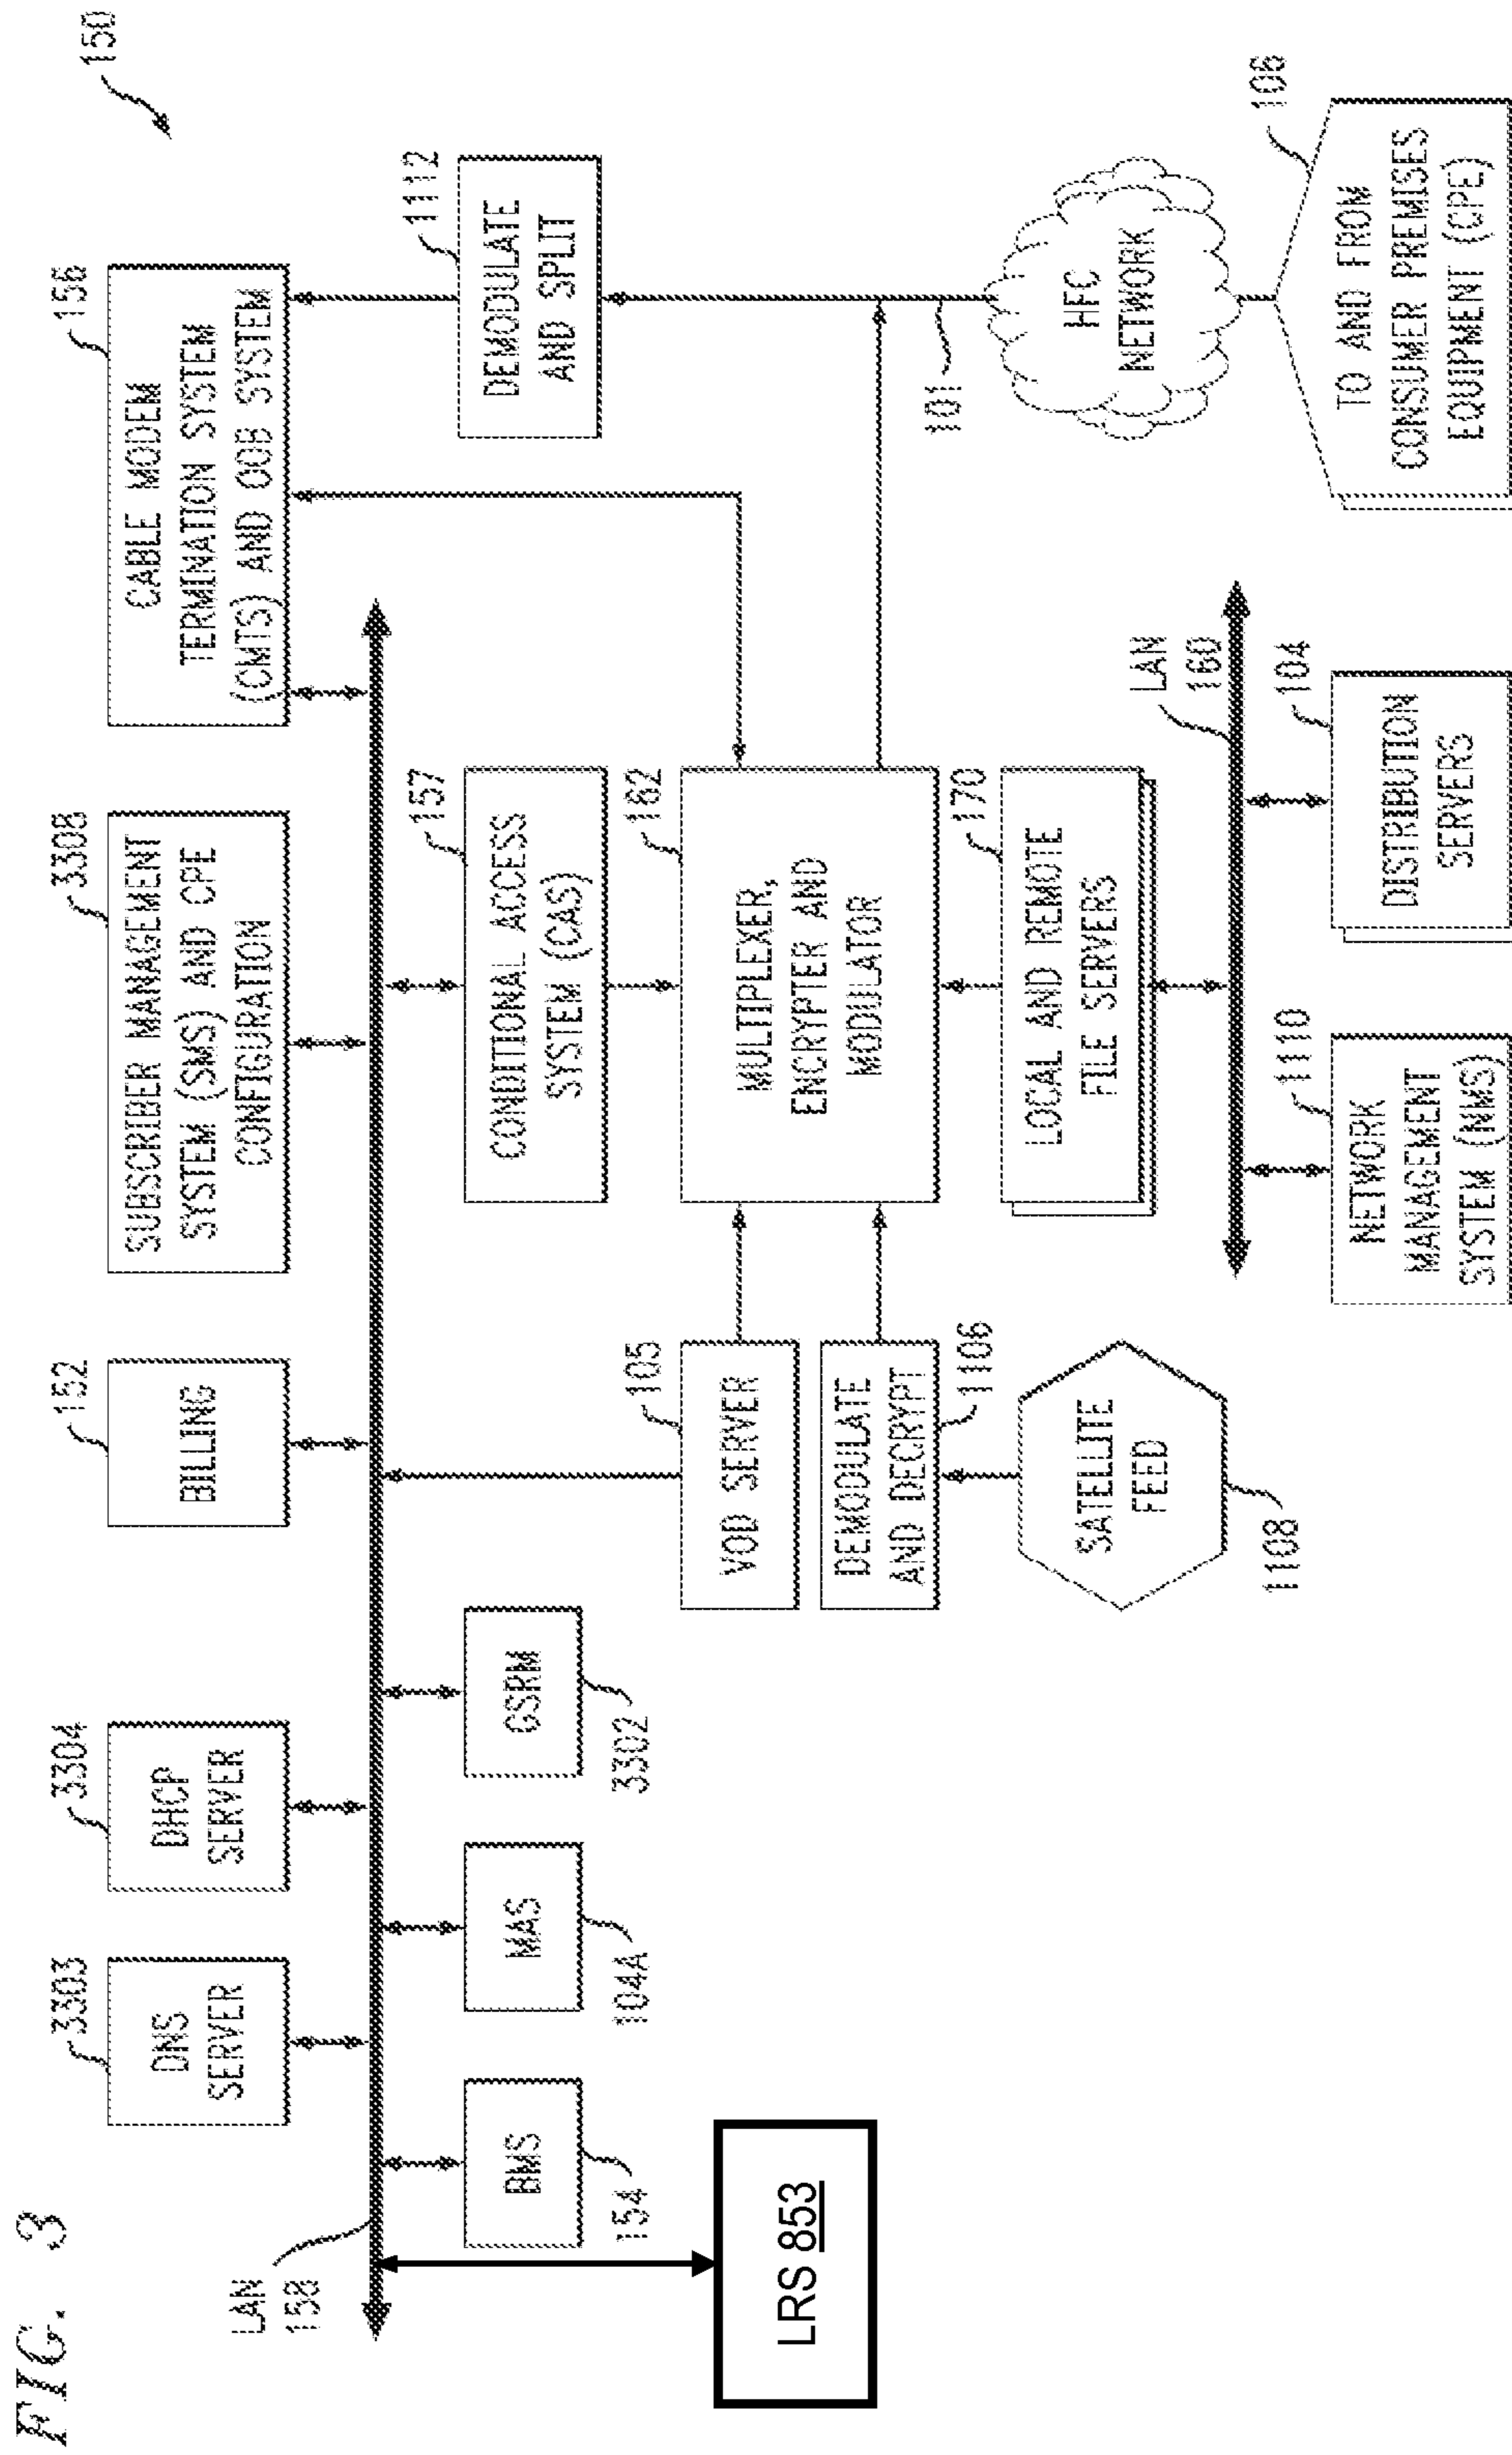 FIG. 3
150
3303
DNS
SERVER
3304
DHCP
SERVER
152
BILLING
3308
SUBSCRIBER MANAGEMENT
SYSTEM (SMS) AND CPE
CONFIGURATION
156
CABLE MODEM
TERMINATION SYSTEM
(CMTS) AND OOB SYSTEM
LAN
158
BMS
154
MAS
104A
GSRM
3302
157
CONDITIONAL ACCESS
SYSTEM (CAS)
1112
DEMODULATE
AND SPLIT
LRS 853
105
VOD SERVER
DEMODULATE
AND DECRYPT
1106
162
MULTIPLEXER,
ENCRYPTER AND
MODULATOR
101
SATELLITE
FEED
1108
170
LOCAL AND REMOTE
FILE SERVERS
HFC
NETWORK
LAN
160
1110
NETWORK
MANAGEMENT
SYSTEM (NMS)
104
DISTRIBUTION
SERVERS
106
TO AND FROM
CONSUMER PREMISES
EQUIPMENT (CPE)